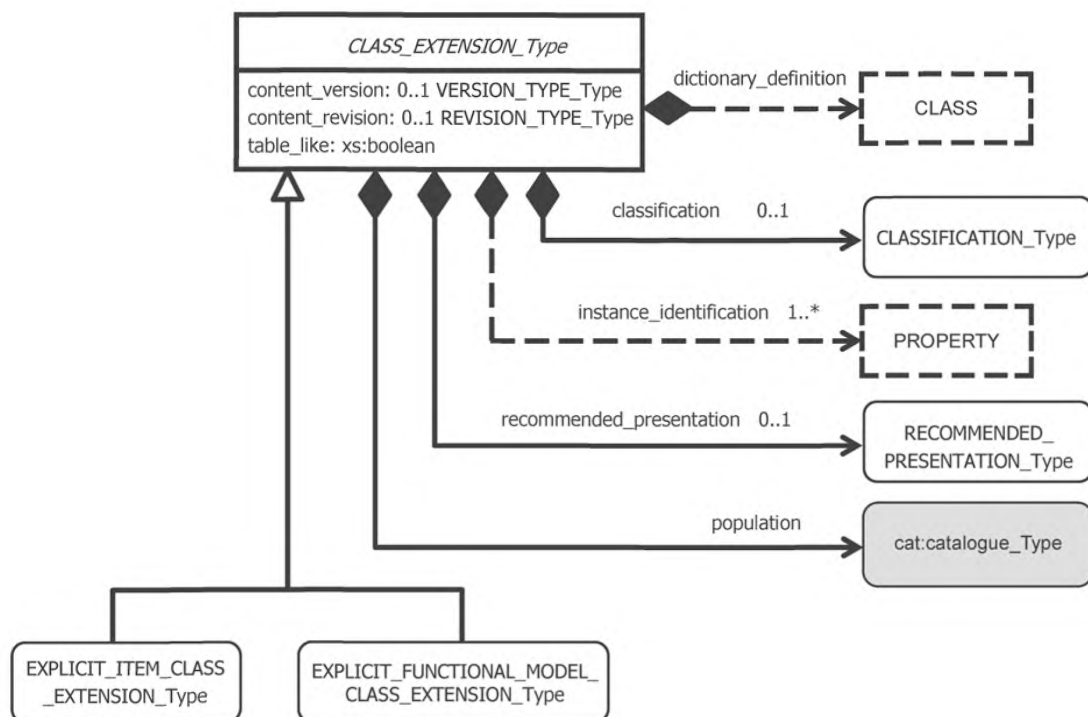 CLASS_EXTENSION_Type
content_version: 0..1 VERSION_TYPE_Type
content_revision: 0..1 REVISION_TYPE_Type
table_like: xs:boolean
dictionary_definition
CLASS
classification 0..1
CLASSIFICATION_Type
instance_identification 1..*
PROPERTY
recommended_presentation 0..1
RECOMMENDED_
PRESENTATION_Type
population
cat:catalogue_Type
EXPLICIT_ITEM_CLASS
_EXTENSION_Type
EXPLICIT_FUNCTIONAL_MODEL_
CLASS_EXTENSION_Type